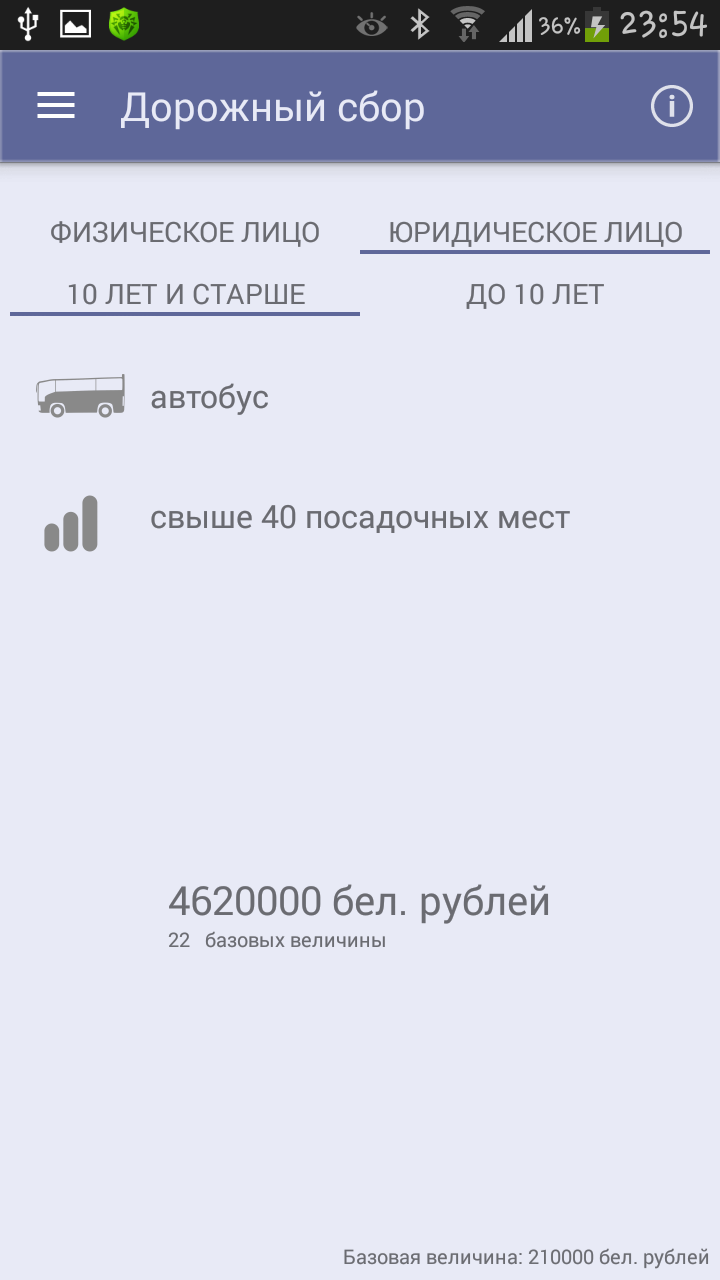 36% 23:54
Дорожный сбор
ФИЗИЧЕСКОЕ ЛИЦО ЮРИДИЧЕСКОЕ ЛИЦО
10 ЛЕТ И СТАРШЕ ДО 10 ЛЕТ
автобус
свыше 40 посадочных мест
4620000 бел. рублей
22 базовых величины
Базовая величина: 210000 бел. рублей